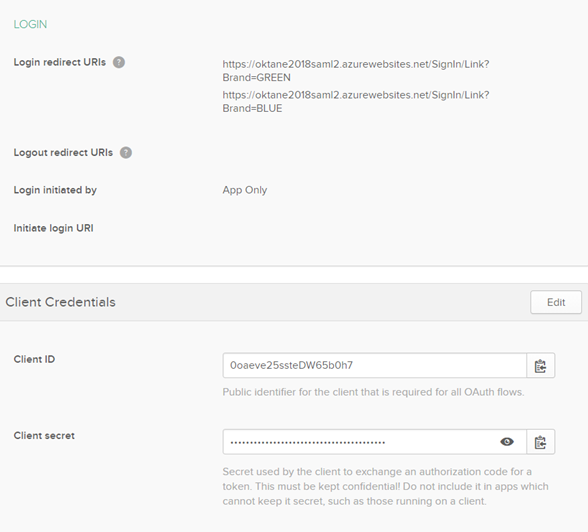 LOGIN
Login redirect URIs ?
https://oktane2018saml2.azurewebsites.net/SignIn/Link?
Brand=GREEN
https://oktane2018saml2.azurewebsites.net/SignIn/Link?
Brand=BLUE
Logout redirect URIs ?
Login initiated by
App Only
Initiate login URI
Client Credentials
Edit
Client ID
0oaeve25ssteDW65b0h7
Public identifier for the client that is required for all OAuth flows.
Client secret
••••••••••••••••••••••••••••••••••••••••
Secret used by the client to exchange an authorization code for a
token. This must be kept confidential! Do not include it in apps which
cannot keep it secret, such as those running on a client.